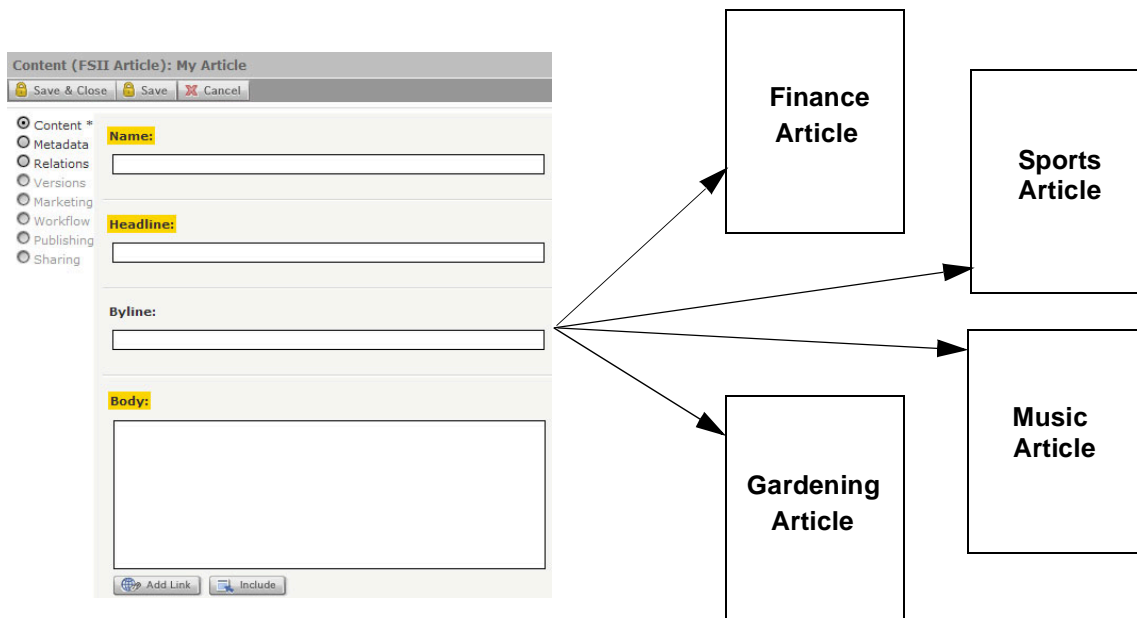 Content (FSII Article): My Article
Save & Close Save Cancel
Content *
Metadata
Relations
Versions
Marketing
Workflow
Publishing
Sharing
Name:
Headline:
Byline:
Body:
Add Link Include
Finance
Article
Sports
Article
Music
Article
Gardening
Article